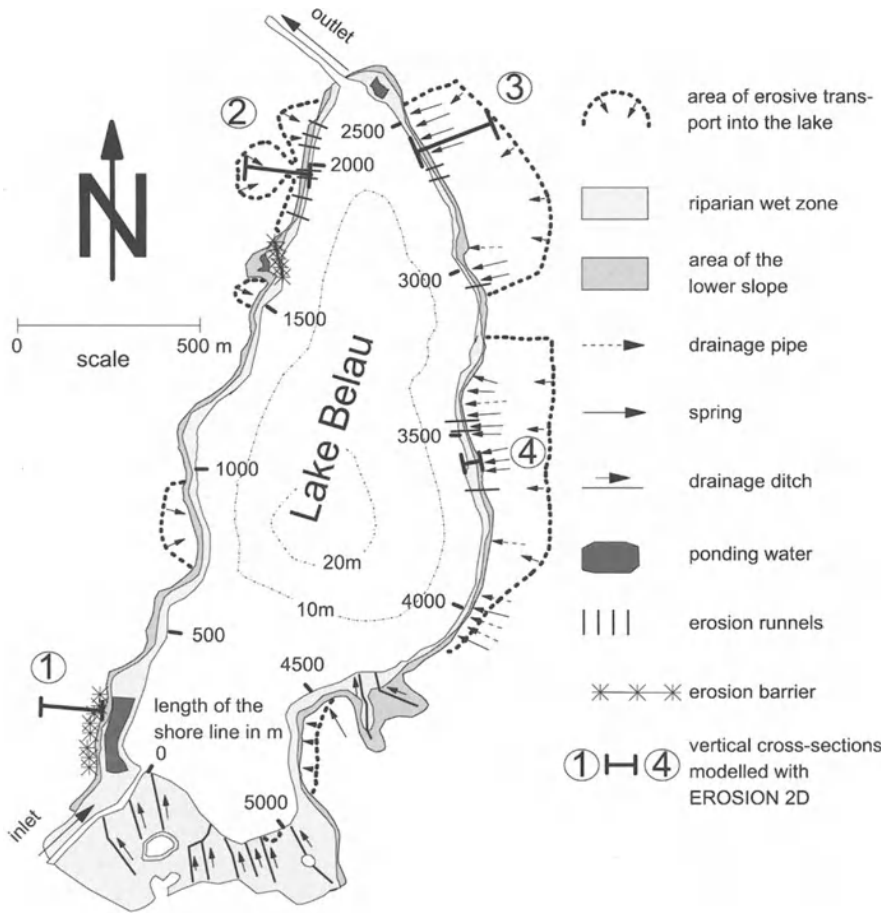 outlet
2
3
2500
2000
N
3000
1500
0 500 m
scale
Lake Belau
3500
4
1000
20m
10m
4000
500
4500
1
length of the
shore line in m
0
5000
inlet
area of erosive trans-
port into the lake
riparian wet zone
area of the
lower slope
drainage pipe
spring
drainage ditch
ponding water
erosion runnels
erosion barrier
1 4 vertical cross-sections
modelled with
EROSION 2D